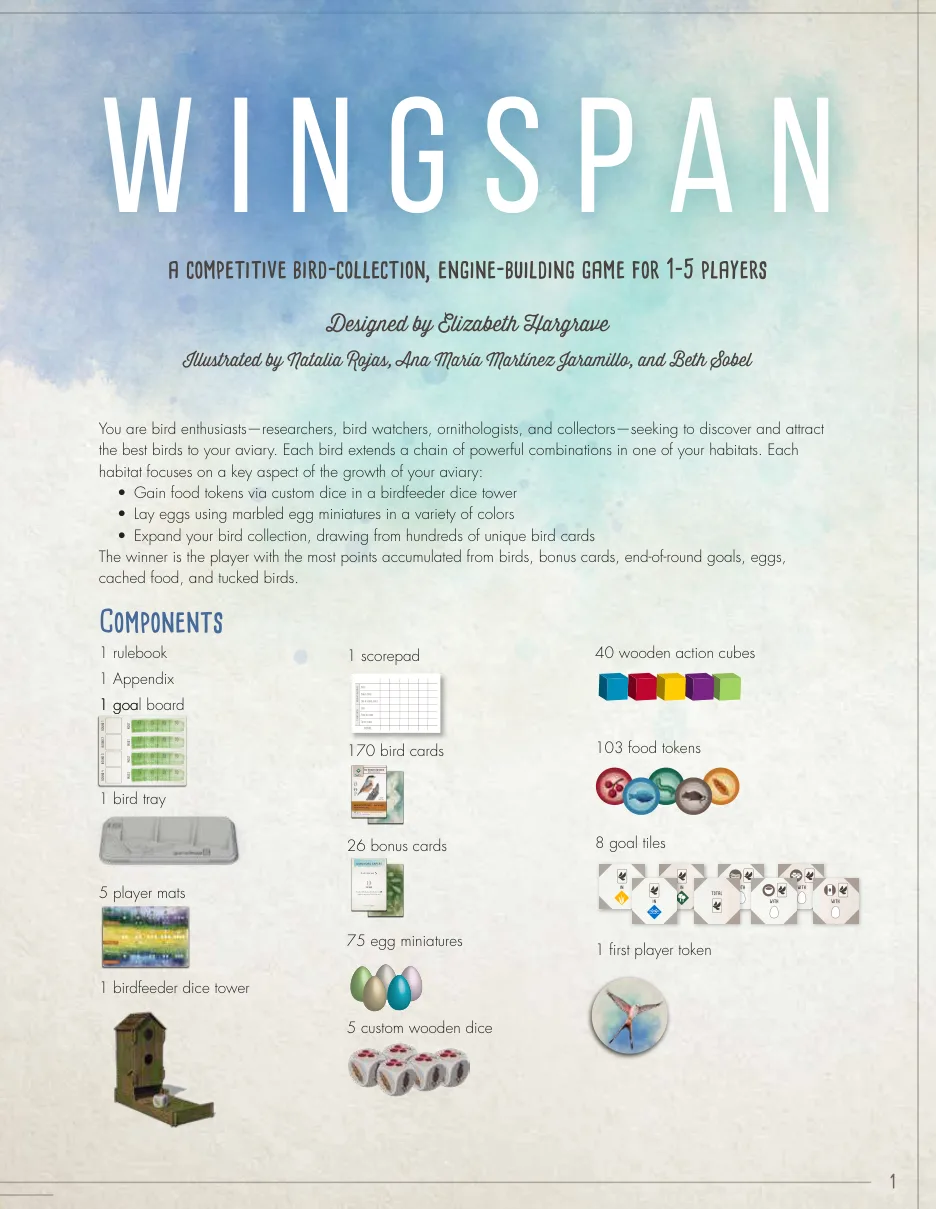 WINGSPAN
A COMPETITIVE BIRD-COLLECTION, ENGINE-BUILDING GAME FOR 1-5 PLAYERS
Designed by Elizabeth Hargrave
Illustrated by Natalia Rojas, Ana María Martínez Jaramillo, and Beth Sobel
You are bird enthusiasts—researchers, bird watchers, ornithologists, and collectors—seeking to discover and attract
the best birds to your aviary. Each bird extends a chain of powerful combinations in one of your habitats. Each
habitat focuses on a key aspect of the growth of your aviary:
• Gain food tokens via custom dice in a birdfeeder dice tower
• Lay eggs using marbled egg miniatures in a variety of colors
• Expand your bird collection, drawing from hundreds of unique bird cards
The winner is the player with the most points accumulated from birds, bonus cards, end-of-round goals, eggs,
cached food, and tucked birds.
COMPONENTS
1 rulebook
1 Appendix
1 goal board
1 bird tray
5 player mats
1 birdfeeder dice tower
1 scorepad
170 bird cards
26 bonus cards
75 egg miniatures
5 custom wooden dice
40 wooden action cubes
103 food tokens
8 goal tiles
IN
IN
IN
TOTAL
WITH
WITH
WITH
1 first player token
1